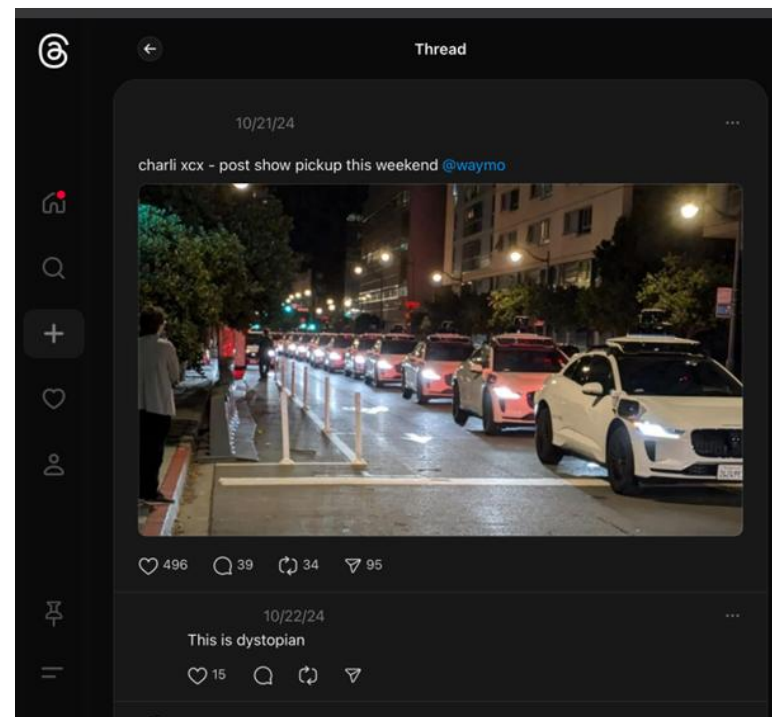 Thread
10/21/24
charli xcx - post show pickup this weekend @waymo
496 39 34 95
10/22/24
This is dystopian
15